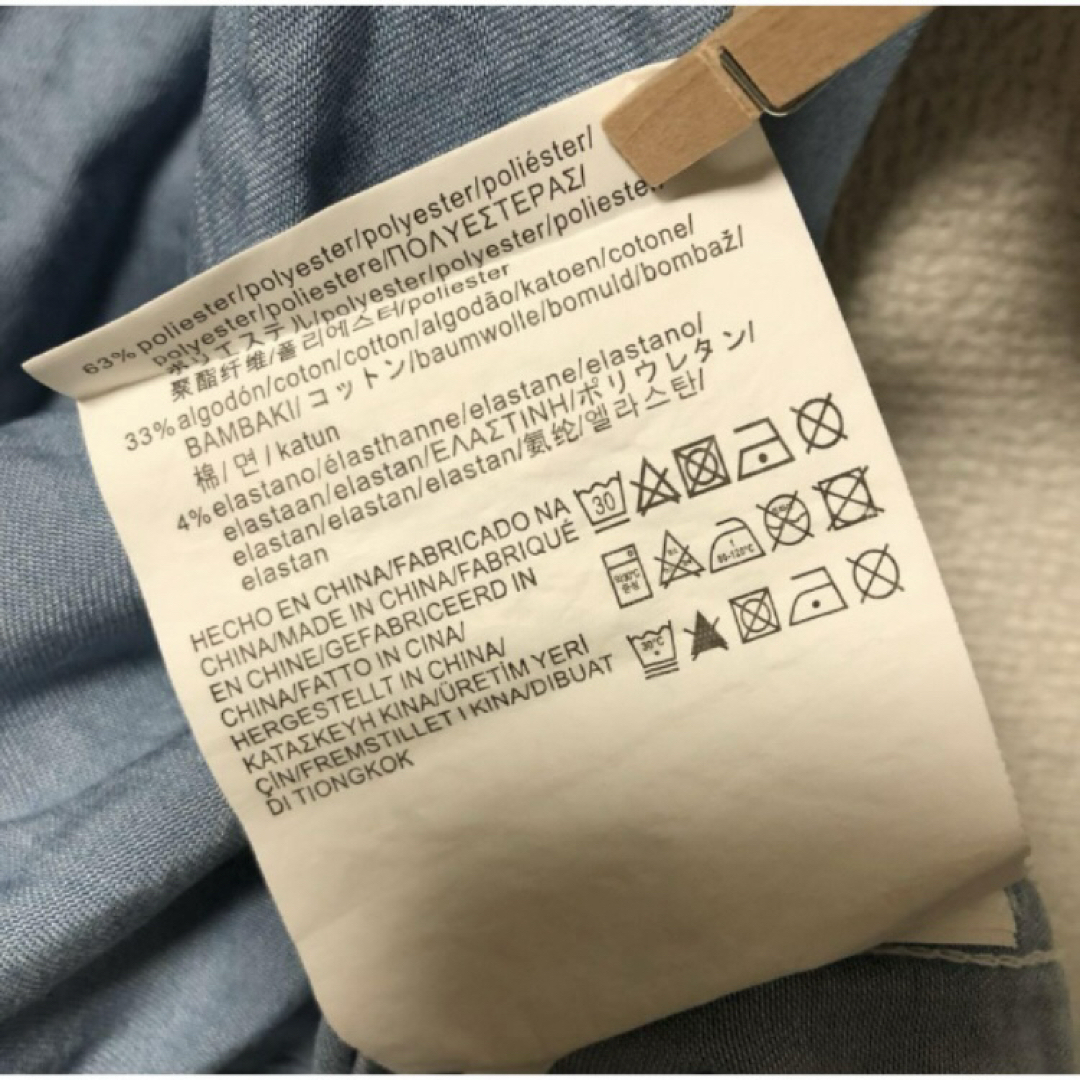 63% poliester/polyester/polyester/poliéster/
polyester/poliestere/ΠΟΛΥΕΣΤΕΡΑΣ/
ポリエステル/polyester/polyester/poliester/
聚酯纤维/폴리에스터/poliester
33% algodón/coton/cotton/algodão/katoen/cotone/
BAMBAKI/コットン/baumwolle/bomuld/bombaž/
棉/면/katun
4% elastano/élasthanne/elastane/elastano/
elastaan/elastan/ΕΛΑΣΤΙΝΗ/ポリウレタン/
elastan/elastan/elastan/氨纶/엘라스탄/
elastan
HECHO EN CHINA/FABRICADO NA
CHINA/MADE IN CHINA/FABRIQUÉ
EN CHINE/GEFABRICEERD IN
CHINA/FATTO IN CINA/
HERGESTELLT IN CHINA/
ΚΑΤΑΣΚΕΥΗ ΚΙΝΑ/ÜRETİM YERİ
ÇİN/FREMSTILLET I KINA/DIBUAT
DI TIONGKOK
30
30°C